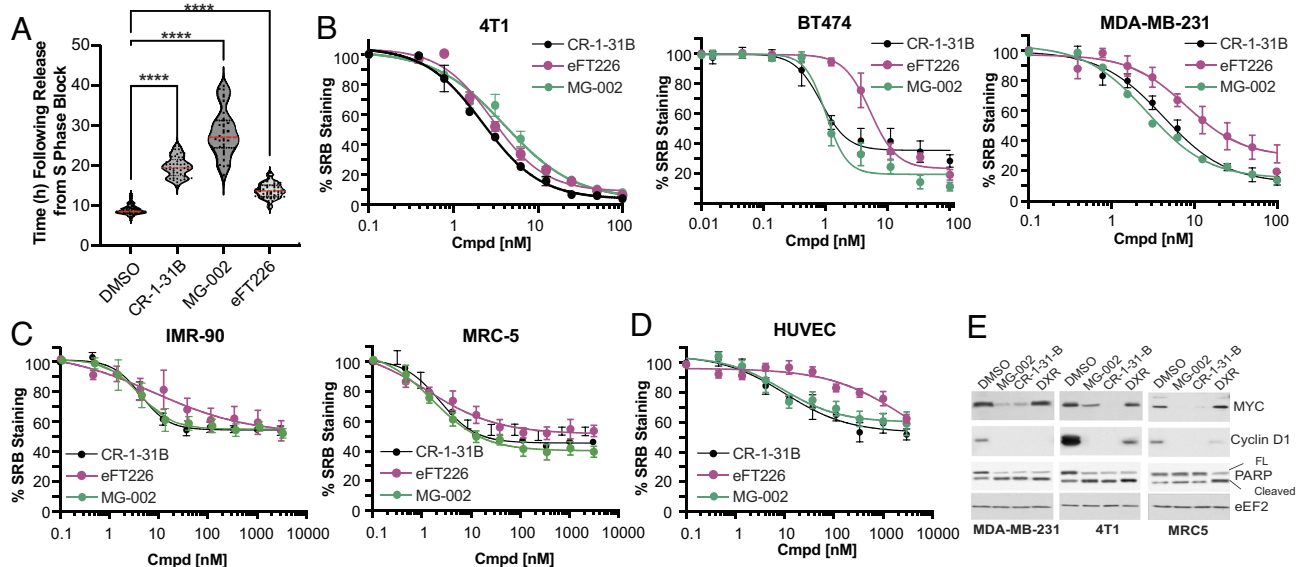 A
Time (h) Following Release
from S Phase Block
50
40
30
20
10
0
****
****
****
DMSO
CR-1-31B
MG-002
eFT226
B
4T1
% SRB Staining
100
80
60
40
20
0.1
1
10
100
Cmpd [nM]
CR-1-31B
eFT226
MG-002
BT474
% SRB Staining
100
80
60
40
20
0.01
0.1
1
10
100
Cmpd [nM]
CR-1-31B
eFT226
MG-002
MDA-MB-231
% SRB Staining
100
80
60
40
20
0.1
1
10
100
Cmpd [nM]
CR-1-31B
eFT226
MG-002
C
IMR-90
% SRB Staining
100
80
60
40
20
0
0.1
1
10
100
1000
10000
Cmpd [nM]
CR-1-31B
eFT226
MG-002
MRC-5
% SRB Staining
100
80
60
40
20
0
0.1
1
10
100
1000
10000
Cmpd [nM]
CR-1-31B
eFT226
MG-002
D
HUVEC
% SRB Staining
100
80
60
40
20
0
0.1
1
10
100
1000
10000
Cmpd [nM]
CR-1-31B
eFT226
MG-002
E
DMSO
MG-002
CR-1-31-B
DXR
DMSO
MG-002
CR-1-31-B
DXR
DMSO
MG-002
CR-1-31-B
DXR
MYC
Cyclin D1
FL
PARP
Cleaved
eEF2
MDA-MB-231
4T1
MRC5